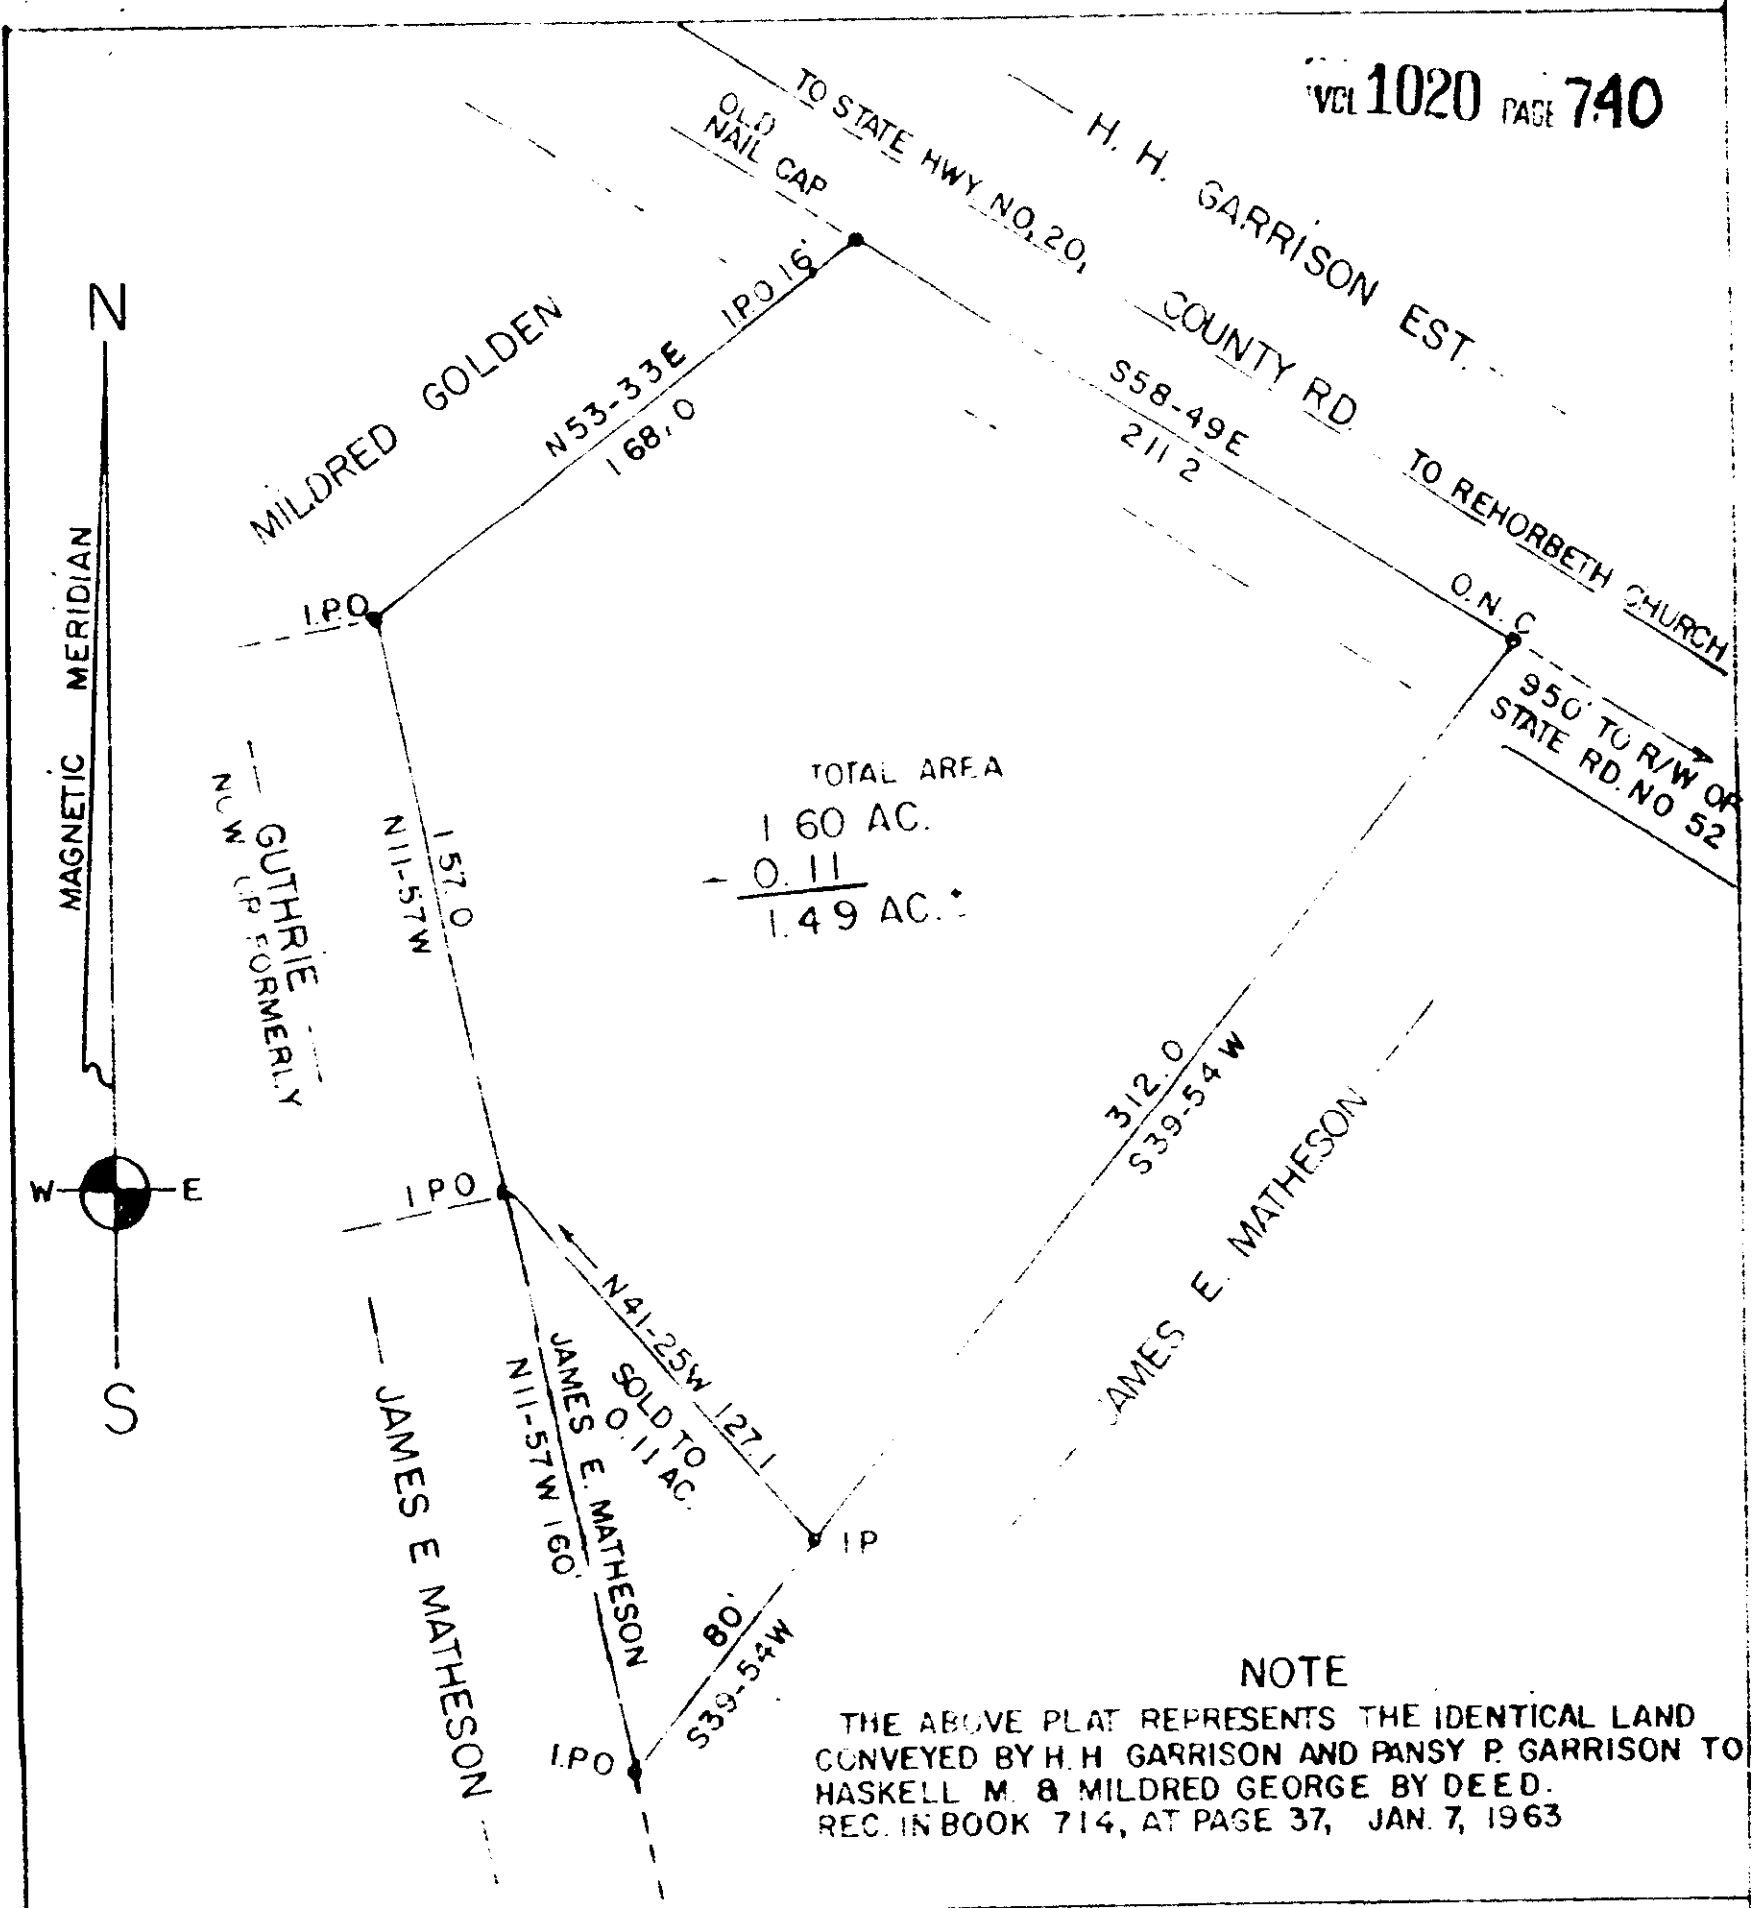 VOL 1020 PAGE 740
H. H. GARRISON EST.
TO STATE HWY NO, 20,
COUNTY RD.
TO REHORBETH CHURCH
OLD
NAIL CAP
I.P.O 16'
N53-33E
168.0
MILDRED GOLDEN
S58-49E
211 2
O.N.C
950' TO R/W OF
STATE RD. NO 52
N
MAGNETIC MERIDIAN
W
E
S
I.P.O
157.0
N11-57W
GUTHRIE
NOW OR FORMERLY
TOTAL AREA
1 60 AC.
- 0.11
1.49 AC.
312.0
S39-54W
JAMES E. MATHESON
I P O
N41-25W 127.1
SOLD TO
JAMES E. MATHESON
0.11 AC.
N11-57W 160'
JAMES E MATHESON
I P
80'
S39-54W
I.P O
NOTE
THE ABOVE PLAT REPRESENTS THE IDENTICAL LAND
CONVEYED BY H. H GARRISON AND PANSY P. GARRISON TO
HASKELL M. & MILDRED GEORGE BY DEED.
REC. IN BOOK 714, AT PAGE 37, JAN. 7, 1963